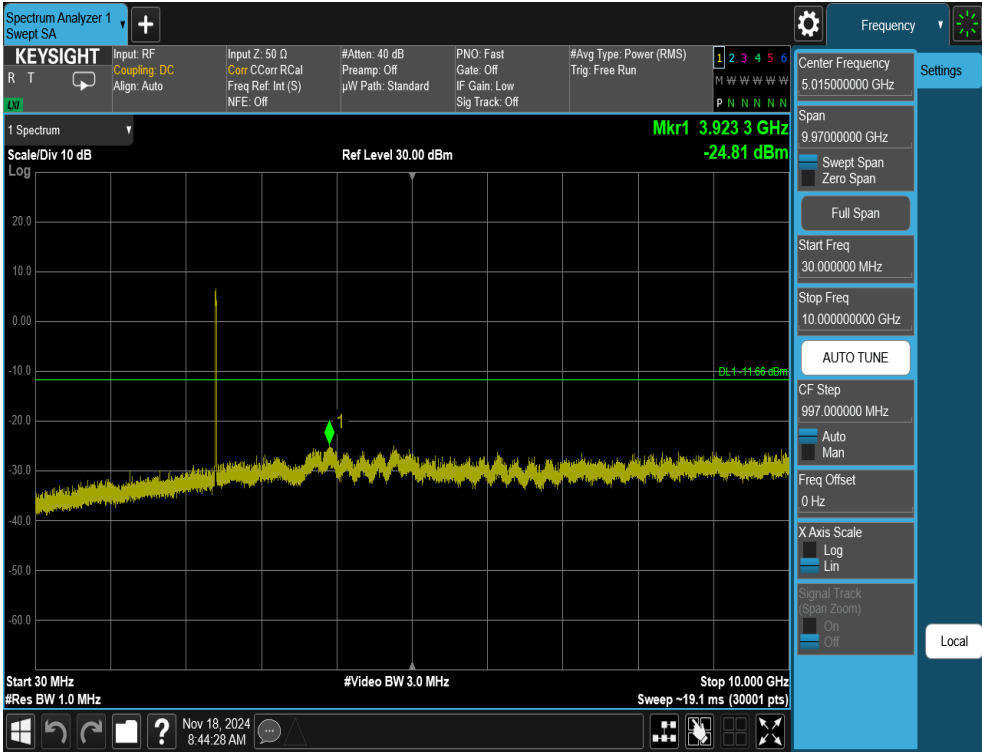 Spectrum Analyzer 1
Swept SA
Frequency
KEYSIGHT
R T
LXI
Input: RF
Coupling: DC
Align: Auto
Input Z: 50 Ω
Corr CCorr RCal
Freq Ref: Int (S)
NFE: Off
#Atten: 40 dB
Preamp: Off
µW Path: Standard
PNO: Fast
Gate: Off
IF Gain: Low
Sig Track: Off
#Avg Type: Power (RMS)
Trig: Free Run
1 2 3 4 5 6
M W W W W W
P N N N N N
1 Spectrum
Mkr1 3.923 3 GHz
Scale/Div 10 dB
Ref Level 30.00 dBm
-24.81 dBm
Log
20.0
10.0
0.00
-10.0
DL1 -11.66 dBm
-20.0
1
-30.0
-40.0
-50.0
-60.0
Start 30 MHz
#Video BW 3.0 MHz
Stop 10.000 GHz
#Res BW 1.0 MHz
Sweep ~19.1 ms (30001 pts)
Center Frequency
5.015000000 GHz
Settings
Span
9.97000000 GHz
Swept Span
Zero Span
Full Span
Start Freq
30.000000 MHz
Stop Freq
10.000000000 GHz
AUTO TUNE
CF Step
997.000000 MHz
Auto
Man
Freq Offset
0 Hz
X Axis Scale
Log
Lin
Signal Track
(Span Zoom)
On
Off
Local
?
Nov 18, 2024
8:44:28 AM